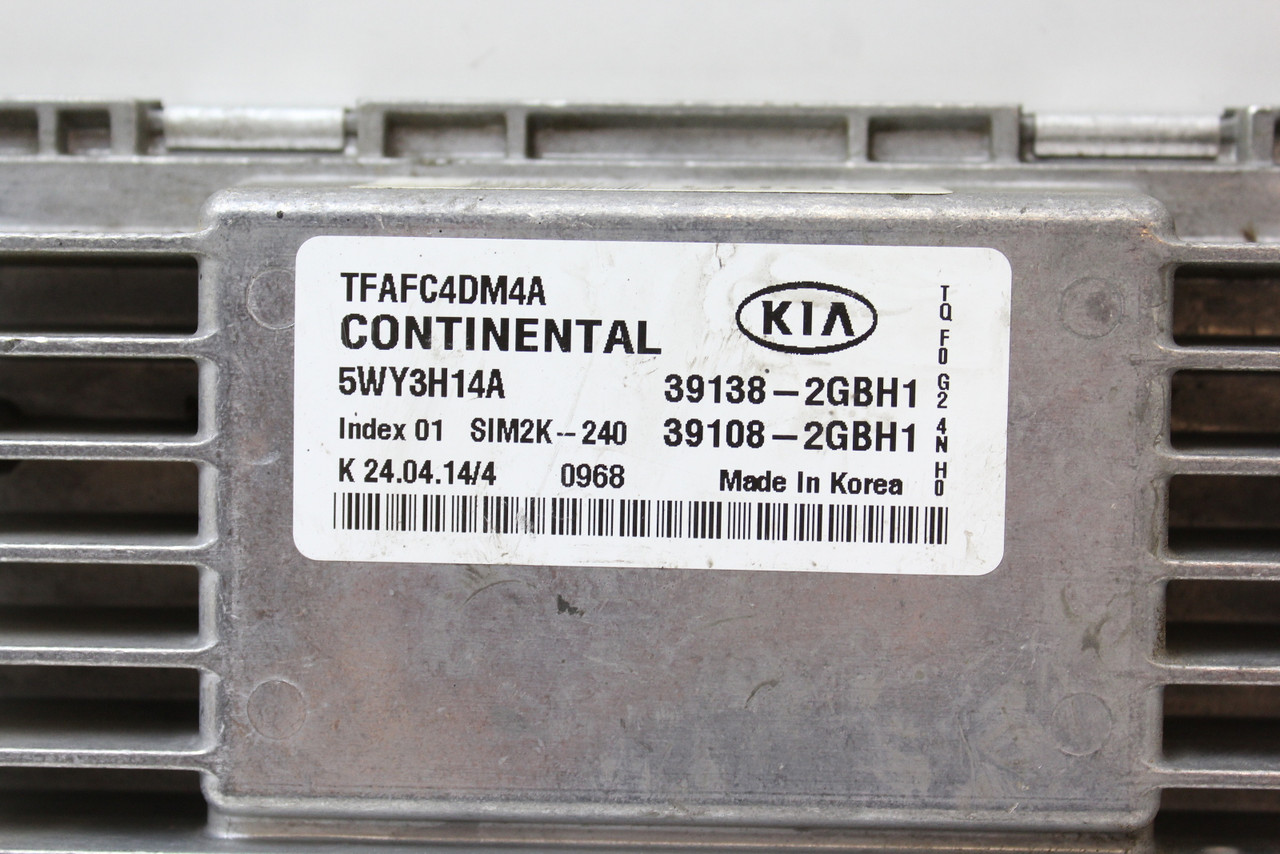 TFAFC4DM4A
CONTINENTAL
KIA
5WY3H14A 39138-2GBH1
Index 01 SIM2K--240 39108-2GBH1
K 24.04.14/4 0968 Made In Korea
TQ F0 G2 4N H0